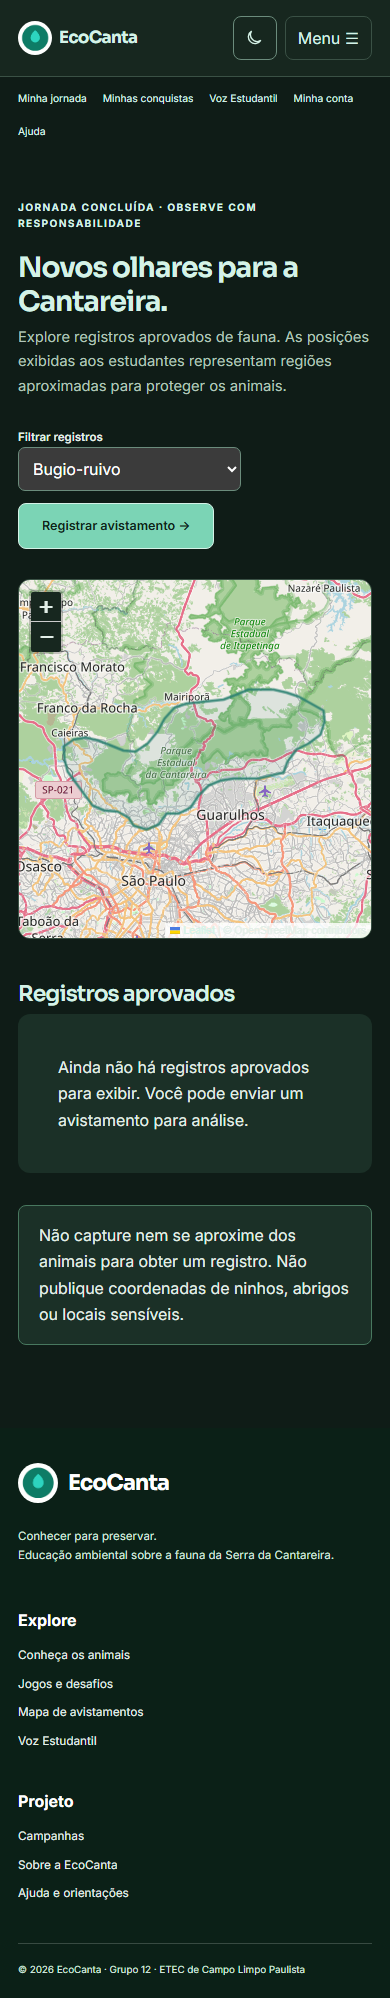 EcoCanta
Menu ☰
Minha jornada Minhas conquistas Voz Estudantil Minha conta
Ajuda
JORNADA CONCLUÍDA · OBSERVE COM
RESPONSABILIDADE
Novos olhares para a
Cantareira.
Explore registros aprovados de fauna. As posições
exibidas aos estudantes representam regiões
aproximadas para proteger os animais.
Filtrar registros
Bugio-ruivo
Registrar avistamento →
+
−
Nazaré Paulista
Parque
Estadual
de Itapetinga
Francisco Morato
Mairiporã
Franco da Rocha
Caieiras
Parque
Estadual
da Cantareira
SP-021
Guarulhos
Itaquaque
Osasco
São Paulo
Taboão da
Serra
Leaflet | © OpenStreetMap contributors
Registros aprovados
Ainda não há registros aprovados
para exibir. Você pode enviar um
avistamento para análise.
Não capture nem se aproxime dos
animais para obter um registro. Não
publique coordenadas de ninhos, abrigos
ou locais sensíveis.
EcoCanta
Conhecer para preservar.
Educação ambiental sobre a fauna da Serra da Cantareira.
Explore
Conheça os animais
Jogos e desafios
Mapa de avistamentos
Voz Estudantil
Projeto
Campanhas
Sobre a EcoCanta
Ajuda e orientações
© 2026 EcoCanta · Grupo 12 · ETEC de Campo Limpo Paulista